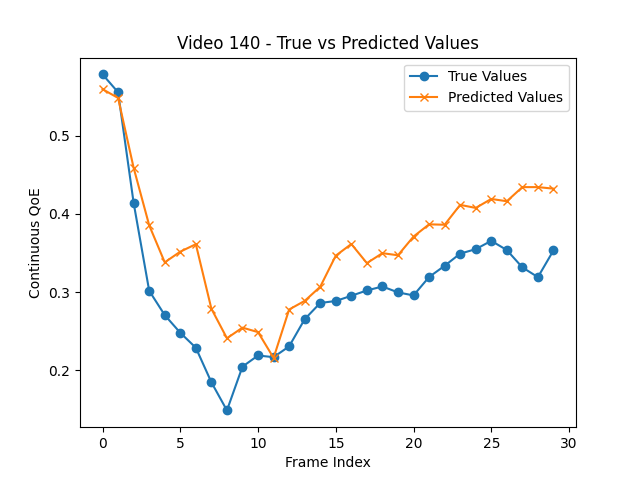 Video 140 - True vs Predicted Values
True Values
Predicted Values
Continuous QoE
0.5
0.4
0.3
0.2
0 5 10 15 20 25 30
Frame Index